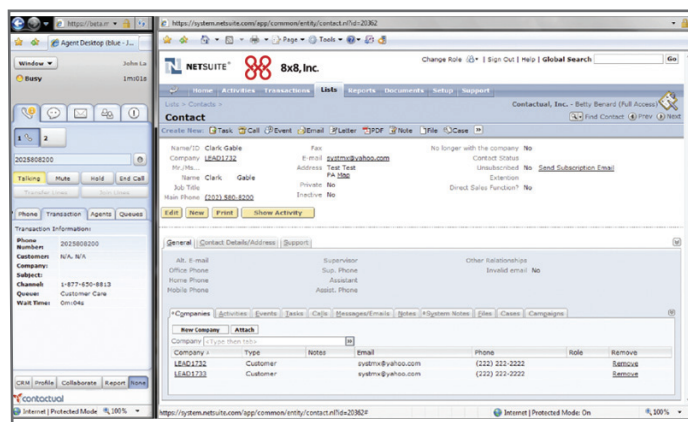 https://beta.m
Agent Desktop (blue - J...
Window
John La
Busy
1m:01s
1
2
2025808200
Talking
Mute
Hold
End Call
Transfer Lines
Join Lines
Phone
Transaction
Agents
Queues
Transaction Information:
Phone Number:
2025808200
Customer:
N/A, N/A
Company:
Subject:
Channel:
1-877-650-8813
Queue:
Customer Care
Wait Time:
0m:04s
CRM
Profile
Collaborate
Report
None
contactual
Internet | Protected Mode
100%
https://system.netsuite.com/app/common/entity/contact.nl?id=20362
Page
Tools
NETSUITE
8x8, Inc.
Change Role
Sign Out | Help | Global Search
Go
Home Activities Transactions Lists Reports Documents Setup Support
Lists > Contacts >
Contactual, Inc. - Betty Benard (Full Access)
Contact
Find Contact
Prev
Next
Create New: Task Call Event Email Letter PDF Note File Case
Name/ID Clark Gable
Fax
No longer with the company No
Company LEAD1732
E-mail systmx@yahoo.com
Contact Status
Mr./Ms...
Address Test Test
Unsubscribed No Send Subscription Email
Name Clark Gable
PA Map
Extention
Job Title
Private No
Direct Sales Function? No
Main Phone (202) 580-8200
Inactive No
Edit
New
Print
Show Activity
General
Contact Details/Address
Support
Alt. E-mail
Supervisor
Other Relationships
Office Phone
Sup. Phone
Invalid email No
Home Phone
Assistant
Mobile Phone
Assist. Phone
Companies Activities Events Tasks Calls Messages/Emails Notes System Notes Files Cases Campaigns
New Company
Attach
Company <Type then tab>
Company Type Notes Email Phone Role Remove
LEAD1732 Customer systmx@yahoo.com (222) 222-2222 Remove
LEAD1733 Customer systmx@yahoo.com (222) 222-2222 Remove
https://system.netsuite.com/app/common/entity/contact.nl?id=20362#
Internet | Protected Mode: On
100%